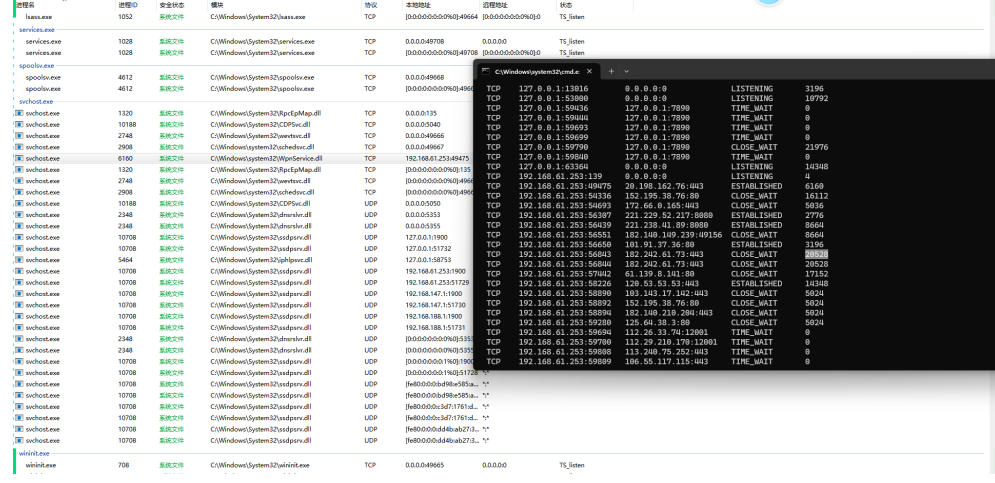 进程名 进程ID 安全状态 模块 协议 本地地址 远程地址 状态
lsass.exe 1052 系统文件 C:\Windows\System32\lsass.exe TCP [0:0:0:0:0:0:0:0%0]:49664 [0:0:0:0:0:0:0:0%0]:0 TS_listen
services.exe
services.exe 1028 系统文件 C:\Windows\System32\services.exe TCP 0.0.0.0:49708 0.0.0.0:0 TS_listen
services.exe 1028 系统文件 C:\Windows\System32\services.exe TCP [0:0:0:0:0:0:0:0%0]:49708 [0:0:0:0:0:0:0:0%0]:0 TS_listen
spoolsv.exe
spoolsv.exe 4612 系统文件 C:\Windows\System32\spoolsv.exe TCP 0.0.0.0:49668
spoolsv.exe 4612 系统文件 C:\Windows\System32\spoolsv.exe TCP [0:0:0:0:0:0:0:0%0]:4966
svchost.exe
svchost.exe 1320 系统文件 C:\Windows\System32\RpcEpMap.dll TCP 0.0.0.0:135
svchost.exe 10188 系统文件 C:\Windows\System32\CDPSvc.dll TCP 0.0.0.0:5040
svchost.exe 2748 系统文件 C:\Windows\System32\wevtsvc.dll TCP 0.0.0.0:49666
svchost.exe 2908 系统文件 C:\Windows\System32\schedsvc.dll TCP 0.0.0.0:49667
svchost.exe 6160 系统文件 C:\Windows\System32\WpnService.dll TCP 192.168.61.253:49475
svchost.exe 1320 系统文件 C:\Windows\System32\RpcEpMap.dll TCP [0:0:0:0:0:0:0:0%0]:135
svchost.exe 2748 系统文件 C:\Windows\System32\wevtsvc.dll TCP [0:0:0:0:0:0:0:0%0]:4966
svchost.exe 2908 系统文件 C:\Windows\System32\schedsvc.dll TCP [0:0:0:0:0:0:0:0%0]:4966
svchost.exe 10188 系统文件 C:\Windows\System32\CDPSvc.dll UDP 0.0.0.0:5050
svchost.exe 2348 系统文件 C:\Windows\System32\dnsrslvr.dll UDP 0.0.0.0:5353
svchost.exe 2348 系统文件 C:\Windows\System32\dnsrslvr.dll UDP 0.0.0.0:5355
svchost.exe 10708 系统文件 C:\Windows\System32\ssdpsrv.dll UDP 127.0.0.1:1900
svchost.exe 10708 系统文件 C:\Windows\System32\ssdpsrv.dll UDP 127.0.0.1:51732
svchost.exe 5464 系统文件 C:\Windows\System32\iphlpsvc.dll UDP 127.0.0.1:58753
svchost.exe 10708 系统文件 C:\Windows\System32\ssdpsrv.dll UDP 192.168.61.253:1900
svchost.exe 10708 系统文件 C:\Windows\System32\ssdpsrv.dll UDP 192.168.61.253:51729
svchost.exe 10708 系统文件 C:\Windows\System32\ssdpsrv.dll UDP 192.168.147.1:1900
svchost.exe 10708 系统文件 C:\Windows\System32\ssdpsrv.dll UDP 192.168.147.1:51730
svchost.exe 10708 系统文件 C:\Windows\System32\ssdpsrv.dll UDP 192.168.188.1:1900
svchost.exe 10708 系统文件 C:\Windows\System32\ssdpsrv.dll UDP 192.168.188.1:51731
svchost.exe 2348 系统文件 C:\Windows\System32\dnsrslvr.dll UDP [0:0:0:0:0:0:0:0%0]:5353
svchost.exe 2348 系统文件 C:\Windows\System32\dnsrslvr.dll UDP [0:0:0:0:0:0:0:0%0]:5355
svchost.exe 10708 系统文件 C:\Windows\System32\ssdpsrv.dll UDP [0:0:0:0:0:0:0:1%0]:1900
svchost.exe 10708 系统文件 C:\Windows\System32\ssdpsrv.dll UDP [0:0:0:0:0:0:0:1%0]:51728 *:*
svchost.exe 10708 系统文件 C:\Windows\System32\ssdpsrv.dll UDP [fe80:0:0:0:bd98:e585:a... *:*
svchost.exe 10708 系统文件 C:\Windows\System32\ssdpsrv.dll UDP [fe80:0:0:0:bd98:e585:a... *:*
svchost.exe 10708 系统文件 C:\Windows\System32\ssdpsrv.dll UDP [fe80:0:0:0:c3d7:1761:d... *:*
svchost.exe 10708 系统文件 C:\Windows\System32\ssdpsrv.dll UDP [fe80:0:0:0:c3d7:1761:d... *:*
svchost.exe 10708 系统文件 C:\Windows\System32\ssdpsrv.dll UDP [fe80:0:0:0:dd4b:ab27:3... *:*
svchost.exe 10708 系统文件 C:\Windows\System32\ssdpsrv.dll UDP [fe80:0:0:0:dd4b:ab27:3... *:*
wininit.exe
wininit.exe 708 系统文件 C:\Windows\System32\wininit.exe TCP 0.0.0.0:49665 0.0.0.0:0 TS_listen
C:\Windows\system32\cmd.e × +
TCP 127.0.0.1:13016 0.0.0.0:0 LISTENING 3196
TCP 127.0.0.1:53000 0.0.0.0:0 LISTENING 10792
TCP 127.0.0.1:59436 127.0.0.1:7890 TIME_WAIT 0
TCP 127.0.0.1:59444 127.0.0.1:7890 TIME_WAIT 0
TCP 127.0.0.1:59693 127.0.0.1:7890 TIME_WAIT 0
TCP 127.0.0.1:59699 127.0.0.1:7890 TIME_WAIT 0
TCP 127.0.0.1:59790 127.0.0.1:7890 CLOSE_WAIT 21976
TCP 127.0.0.1:59840 127.0.0.1:7890 TIME_WAIT 0
TCP 127.0.0.1:63364 0.0.0.0:0 LISTENING 14348
TCP 192.168.61.253:139 0.0.0.0:0 LISTENING 4
TCP 192.168.61.253:49475 20.198.162.76:443 ESTABLISHED 6160
TCP 192.168.61.253:54336 152.195.38.76:80 CLOSE_WAIT 16112
TCP 192.168.61.253:54693 172.66.0.165:443 CLOSE_WAIT 5036
TCP 192.168.61.253:56307 221.229.52.217:8080 ESTABLISHED 2776
TCP 192.168.61.253:56439 221.238.41.89:8080 ESTABLISHED 8664
TCP 192.168.61.253:56551 182.140.149.239:49156 CLOSE_WAIT 8664
TCP 192.168.61.253:56650 101.91.37.36:80 ESTABLISHED 3196
TCP 192.168.61.253:56843 182.242.61.73:443 CLOSE_WAIT 20528
TCP 192.168.61.253:56844 182.242.61.73:443 CLOSE_WAIT 20528
TCP 192.168.61.253:57442 61.139.8.141:80 CLOSE_WAIT 17152
TCP 192.168.61.253:58226 120.53.53.53:443 ESTABLISHED 14348
TCP 192.168.61.253:58890 103.143.17.142:443 CLOSE_WAIT 5024
TCP 192.168.61.253:58892 152.195.38.76:80 CLOSE_WAIT 5024
TCP 192.168.61.253:58894 182.140.210.204:443 CLOSE_WAIT 5024
TCP 192.168.61.253:59280 125.64.38.3:80 CLOSE_WAIT 5024
TCP 192.168.61.253:59694 112.26.33.74:12001 TIME_WAIT 0
TCP 192.168.61.253:59700 112.29.210.170:12001 TIME_WAIT 0
TCP 192.168.61.253:59808 113.240.75.252:443 TIME_WAIT 0
TCP 192.168.61.253:59809 106.55.117.115:443 TIME_WAIT 0